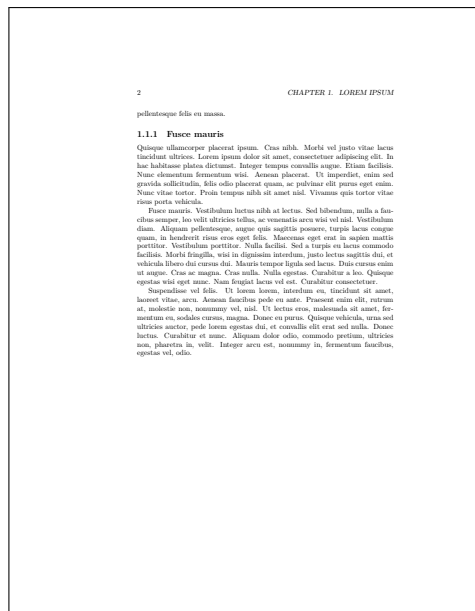 2 CHAPTER 1. LOREM IPSUM
pellentesque felis eu massa.
1.1.1 Fusce mauris
Quisque ullamcorper placerat ipsum. Cras nibh. Morbi vel justo vitae lacus
tincidunt ultrices. Lorem ipsum dolor sit amet, consectetuer adipiscing elit. In
hac habitasse platea dictumst. Integer tempus convallis augue. Etiam facilisis.
Nunc elementum fermentum wisi. Aenean placerat. Ut imperdiet, enim sed
gravida sollicitudin, felis odio placerat quam, ac pulvinar elit purus eget enim.
Nunc vitae tortor. Proin tempus nibh sit amet nisl. Vivamus quis tortor vitae
risus porta vehicula.
Fusce mauris. Vestibulum luctus nibh at lectus. Sed bibendum, nulla a fau-
cibus semper, leo velit ultricies tellus, ac venenatis arcu wisi vel nisl. Vestibulum
diam. Aliquam pellentesque, augue quis sagittis posuere, turpis lacus congue
quam, in hendrerit risus eros eget felis. Maecenas eget erat in sapien mattis
porttitor. Vestibulum porttitor. Nulla facilisi. Sed a turpis eu lacus commodo
facilisis. Morbi fringilla, wisi in dignissim interdum, justo lectus sagittis dui, et
vehicula libero dui cursus dui. Mauris tempor ligula sed lacus. Duis cursus enim
ut augue. Cras ac magna. Cras nulla. Nulla egestas. Curabitur a leo. Quisque
egestas wisi eget nunc. Nam feugiat lacus vel est. Curabitur consectetuer.
Suspendisse vel felis. Ut lorem lorem, interdum eu, tincidunt sit amet,
laoreet vitae, arcu. Aenean faucibus pede eu ante. Praesent enim elit, rutrum
at, molestie non, nonummy vel, nisl. Ut lectus eros, malesuada sit amet, fer-
mentum eu, sodales cursus, magna. Donec eu purus. Quisque vehicula, urna sed
ultricies auctor, pede lorem egestas dui, et convallis elit erat sed nulla. Donec
luctus. Curabitur et nunc. Aliquam dolor odio, commodo pretium, ultricies
non, pharetra in, velit. Integer arcu est, nonummy in, fermentum faucibus,
egestas vel, odio.